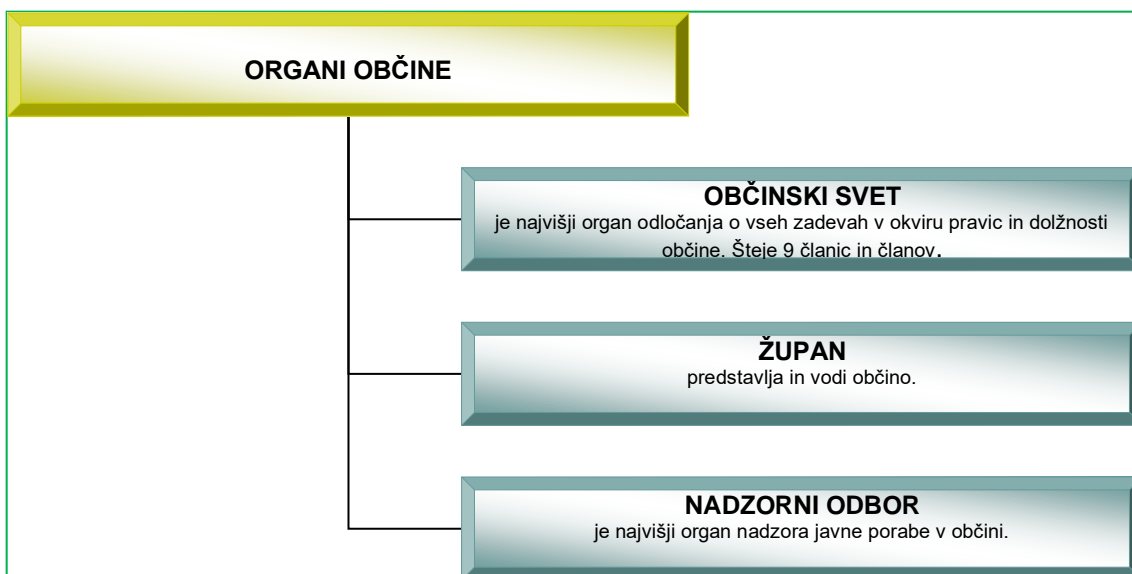 ORGANI OBČINE
OBČINSKI SVET
je najvišji organ odločanja o vseh zadevah v okviru pravic in dolžnosti
občine. Šteje 9 članic in članov.
ŽUPAN
predstavlja in vodi občino.
NADZORNI ODBOR
je najvišji organ nadzora javne porabe v občini.